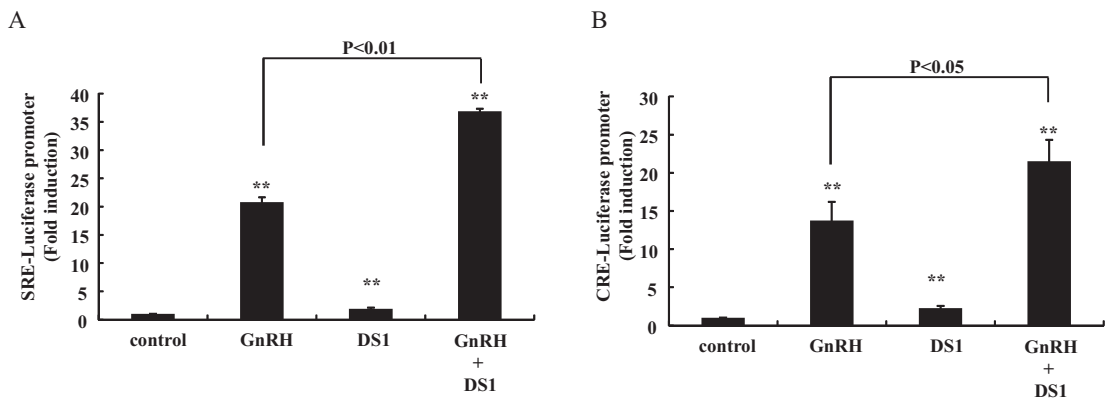 A
P<0.01
SRE-Luciferase promoter
(Fold induction)
40
35
30
25
20
15
10
5
0
**
**
**
control
GnRH
DS1
GnRH
+
DS1
B
P<0.05
CRE-Luciferase promoter
(Fold induction)
30
25
20
15
10
5
0
**
**
**
control
GnRH
DS1
GnRH
+
DS1